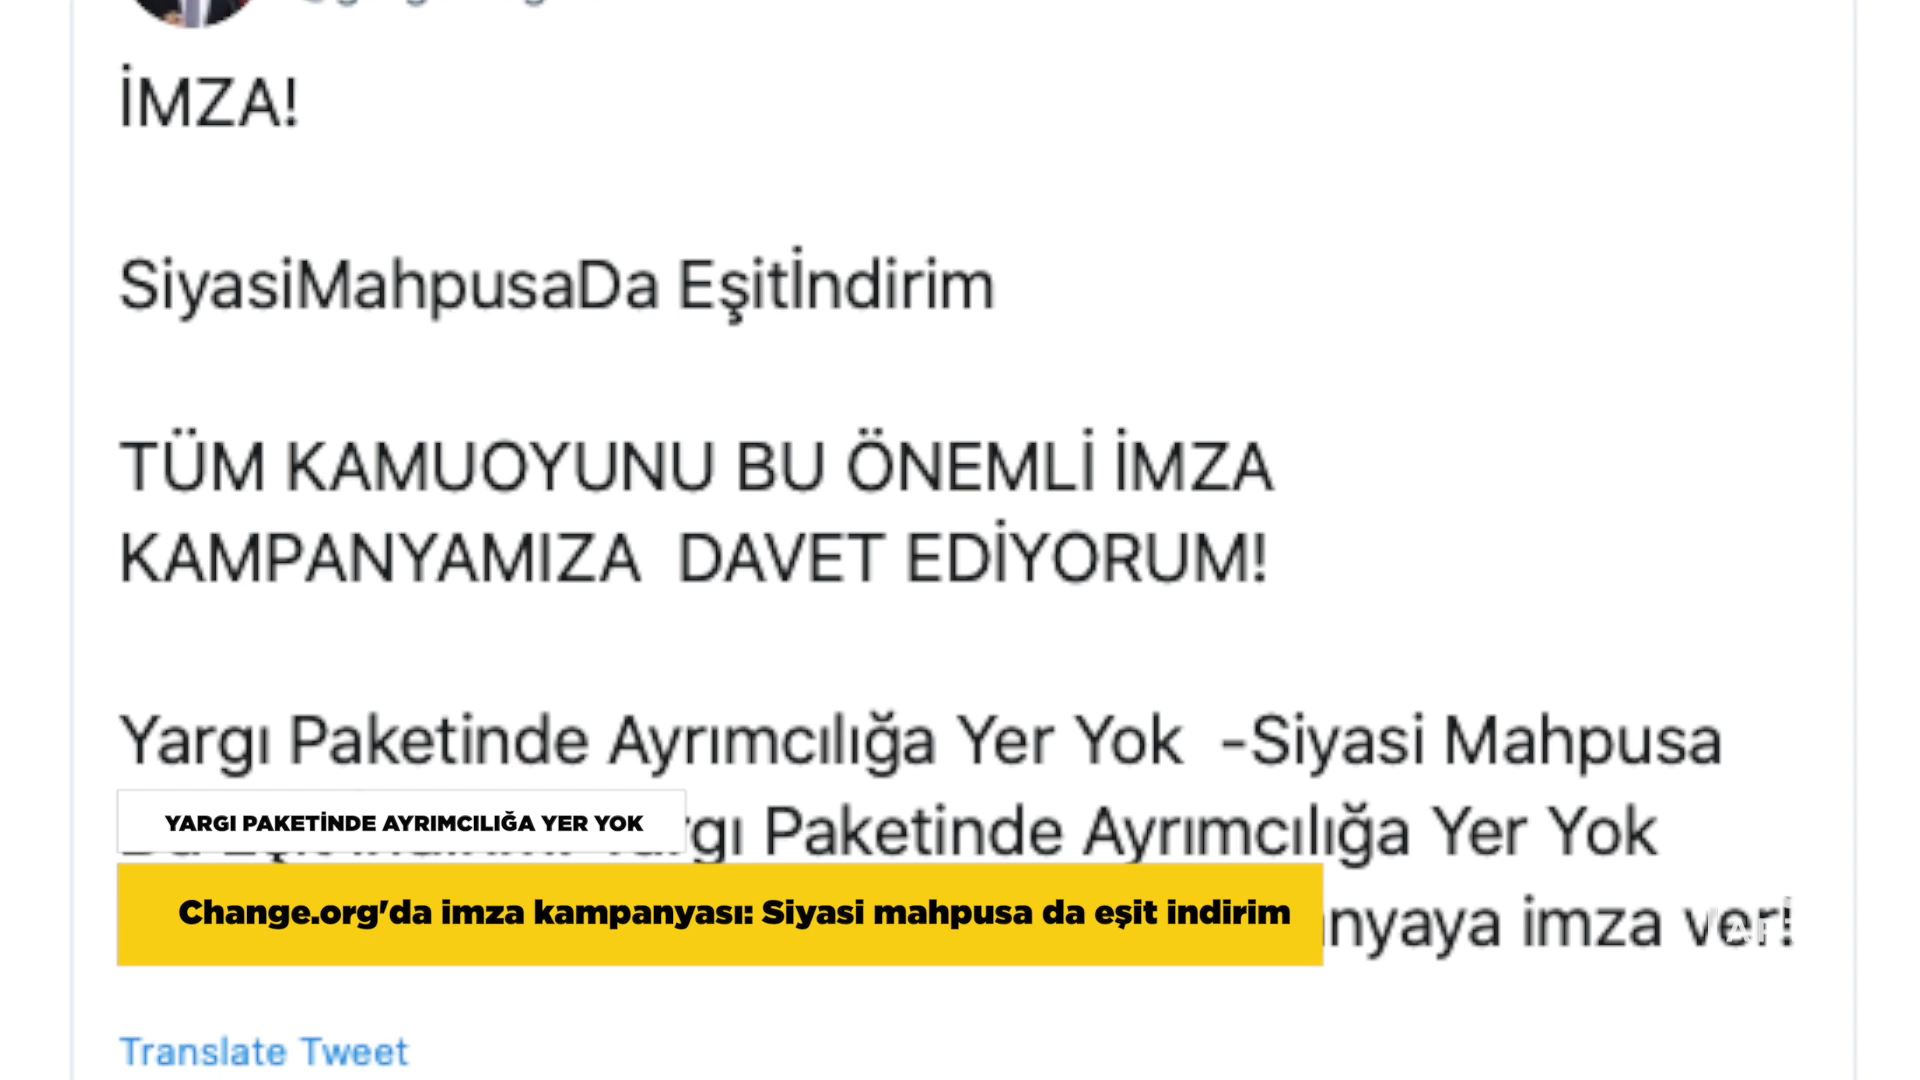 İMZA!
SiyasiMahpusaDa Eşitİndirim
TÜM KAMUOYUNU BU ÖNEMLİ İMZA
KAMPANYAMIZA DAVET EDİYORUM!
Yargı Paketinde Ayrımcılığa Yer Yok -Siyasi Mahpusa
YARGI PAKETİNDE AYRIMCILIĞA YER YOK
Paketinde Ayrımcılığa Yer Yok
Change.org'da imza kampanyası: Siyasi mahpusa da eşit indirim
imza ver!
Translate Tweet